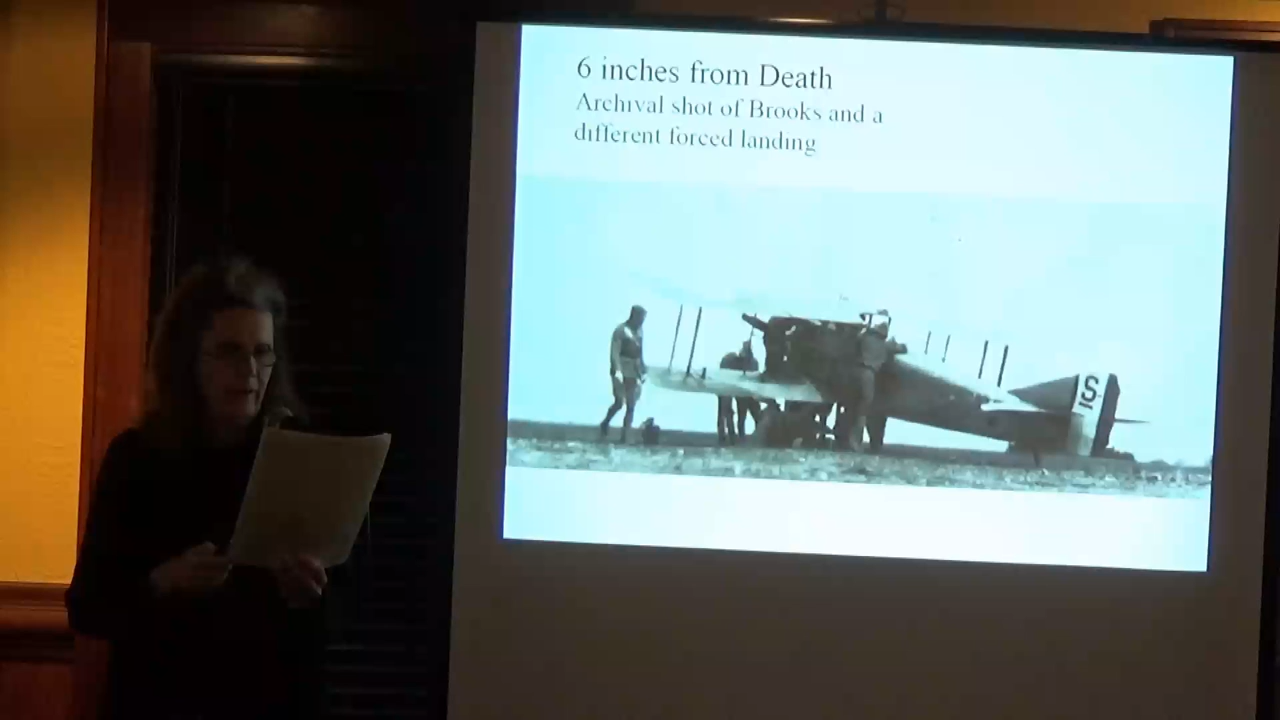 6 inches from Death
Archival shot of Brooks and a
different forced landing
S